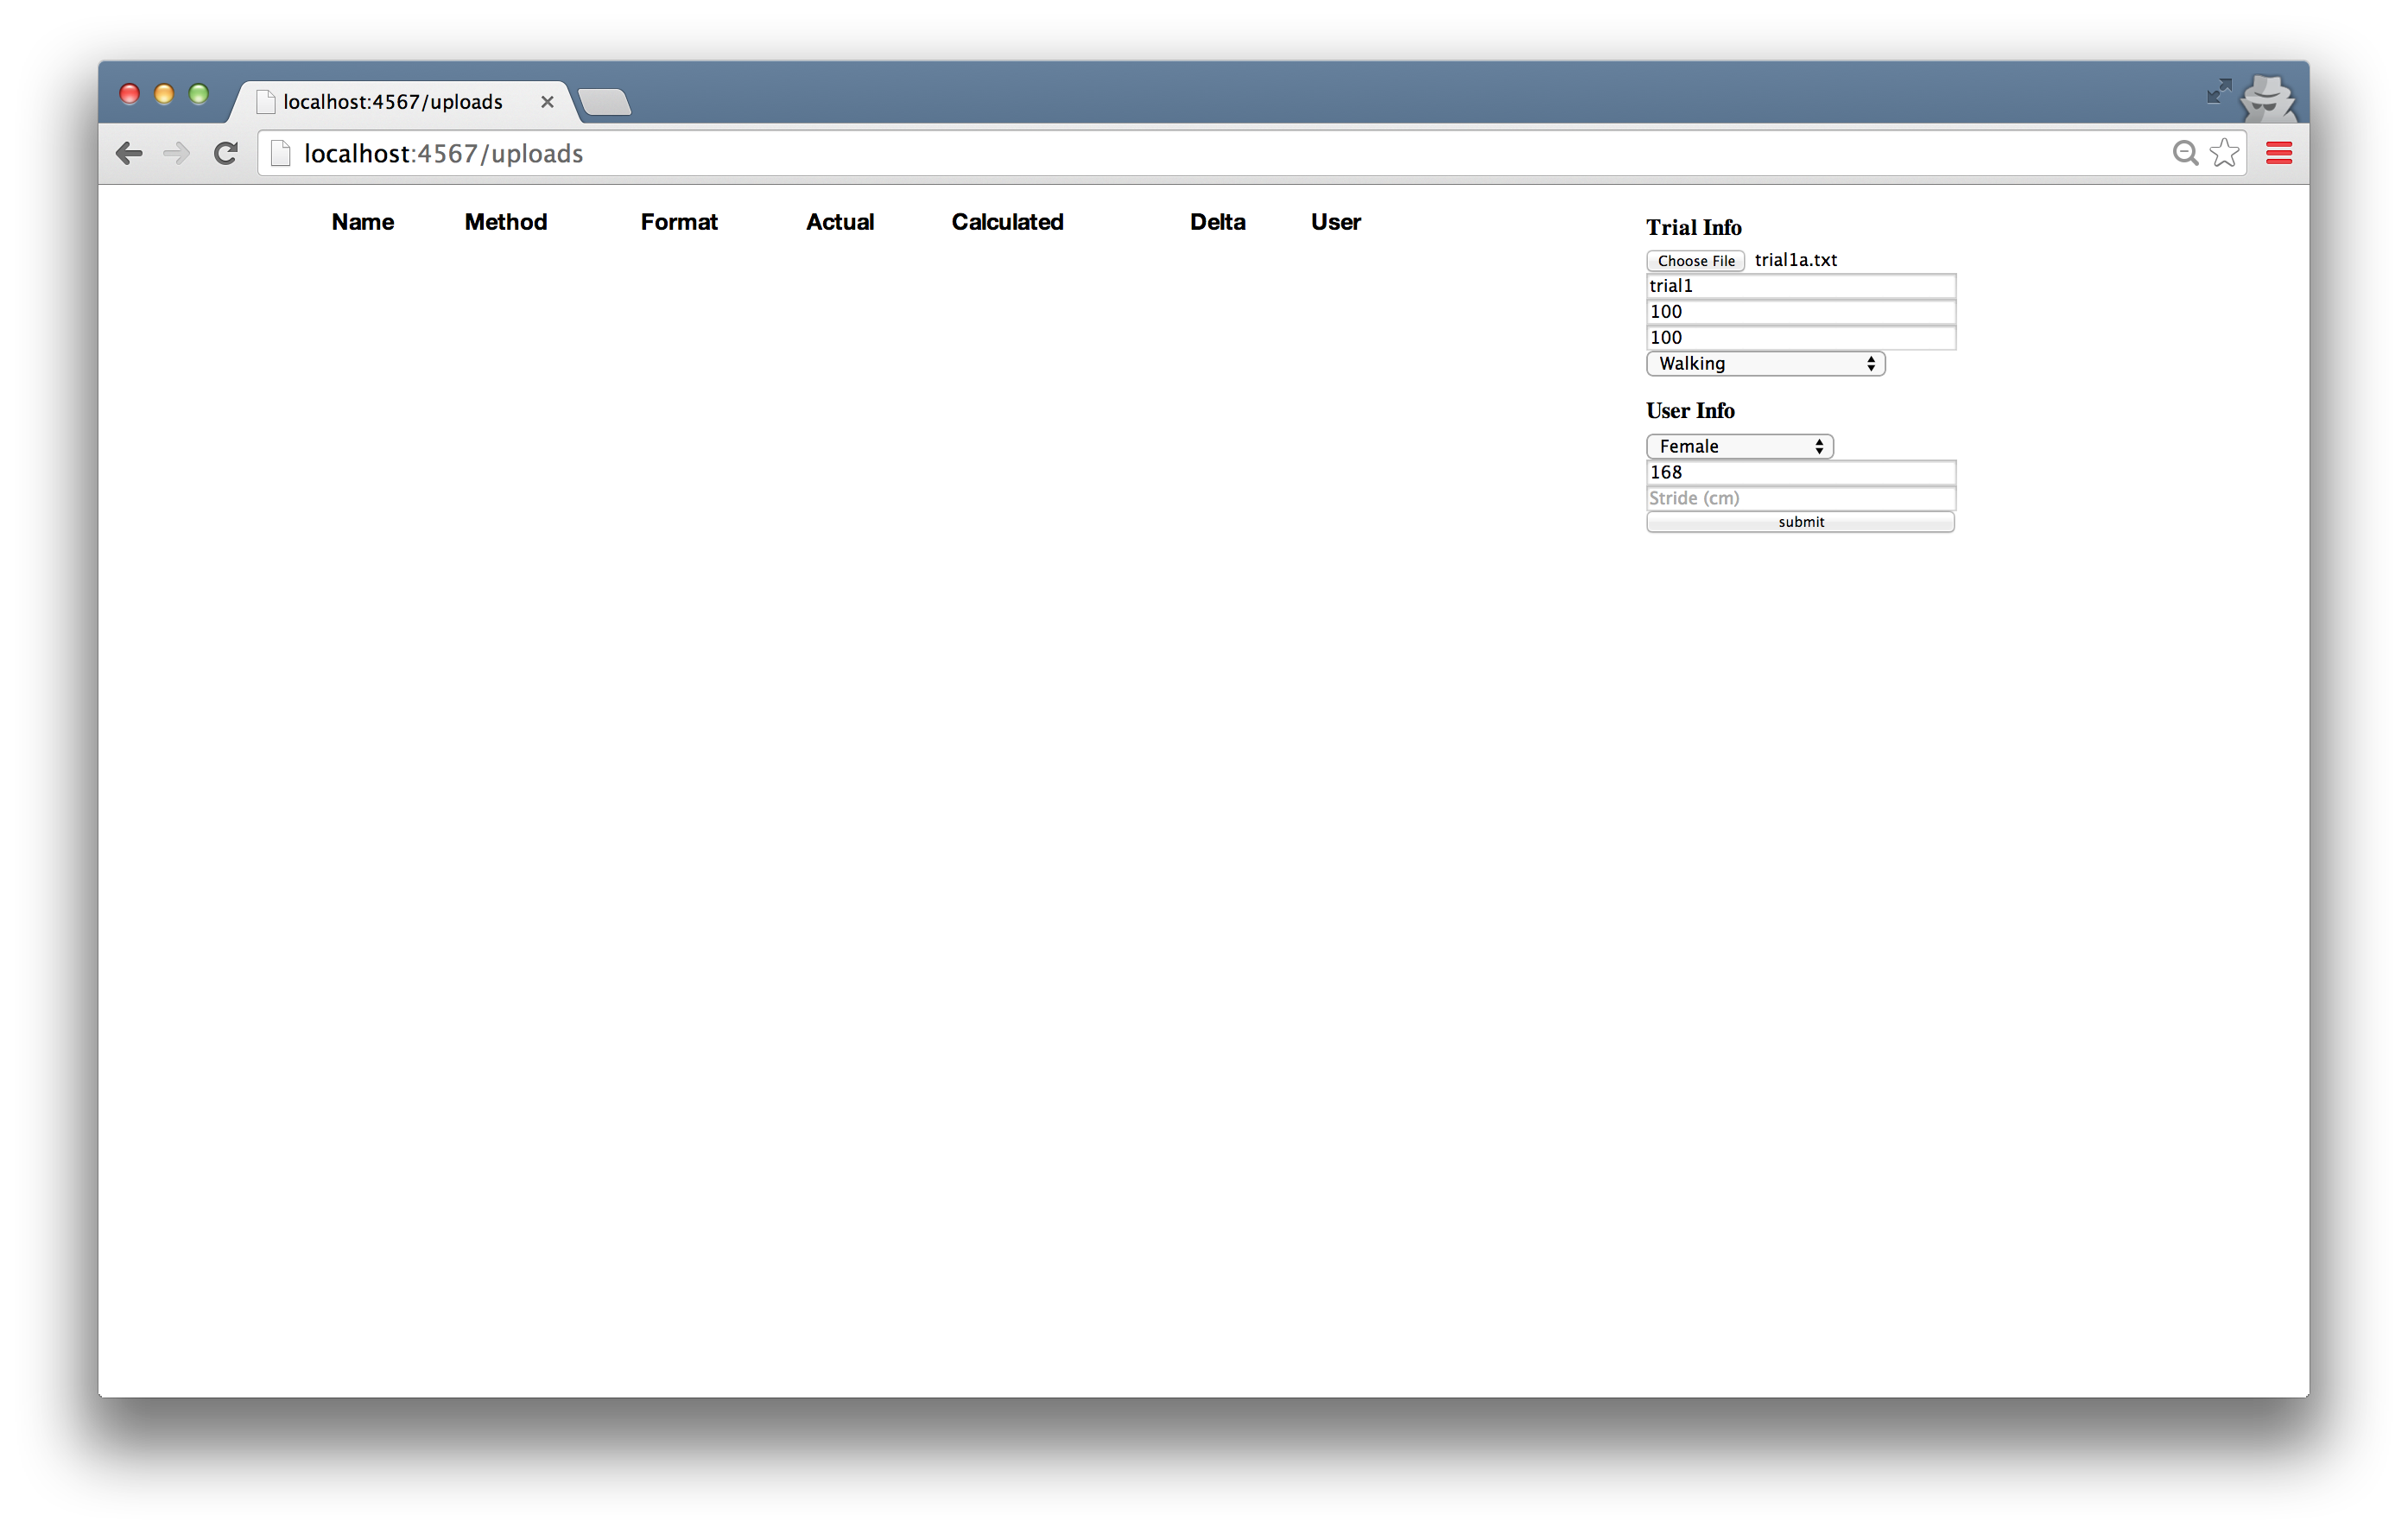 localhost:4567/uploads
localhost:4567/uploads
Name Method Format Actual Calculated Delta User
Trial Info
Choose File trial1a.txt
trial1
100
100
Walking
User Info
Female
168
Stride (cm)
submit